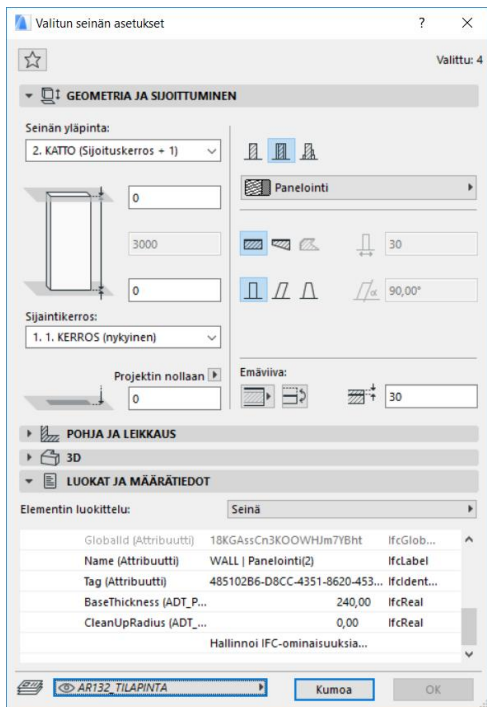 Valitun seinän asetukset
?
Valittu: 4
GEOMETRIA JA SIJOITTUMINEN
Seinän yläpinta:
2. KATTO (Sijoituskerros + 1)
0
3000
0
Sijaintikerros:
1. 1. KERROS (nykyinen)
Projektin nollaan
0
Panelointi
30
α 90,00°
Emäviiva:
30
POHJA JA LEIKKAUS
3D
LUOKAT JA MÄÄRÄTIEDOT
Elementin luokittelu: Seinä
GlobalId (Attribuutti) 18KGAssCn3KOOWHJm7YBht IfcGlob...
Name (Attribuutti) WALL | Panelointi(2) IfcLabel
Tag (Attribuutti) 485102B6-D8CC-4351-8620-453... IfcIdent...
BaseThickness (ADT_P... 240,00 IfcReal
CleanUpRadius (ADT_... 0,00 IfcReal
Hallinnoi IFC-ominaisuuksia...
AR132_TILAPINTA
Kumoa
OK